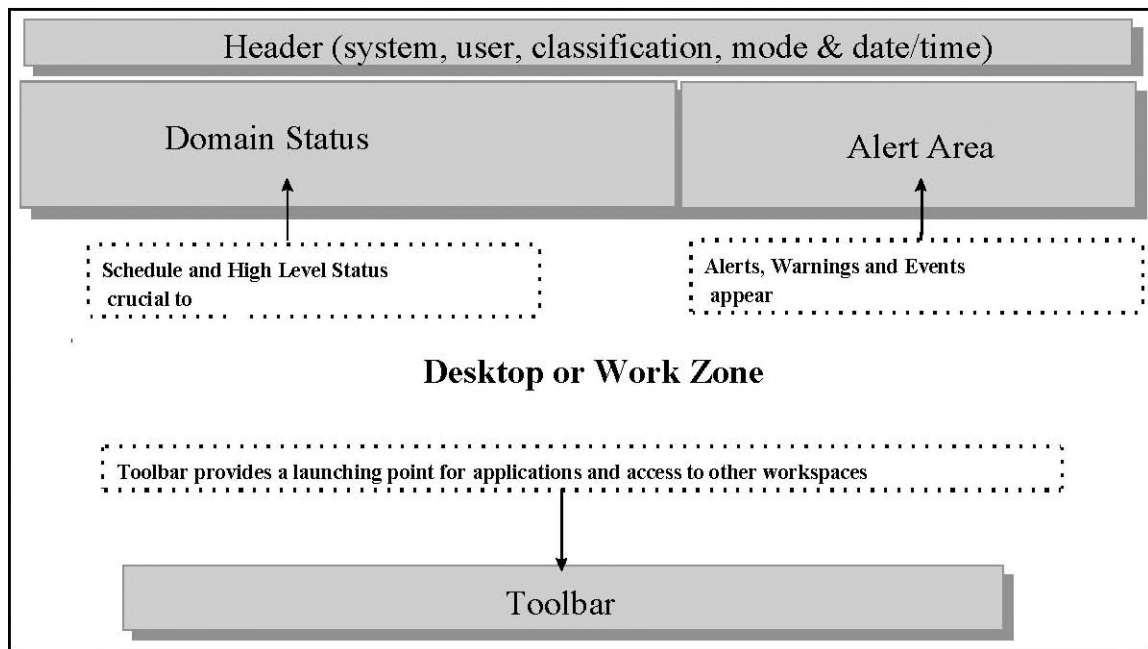 Header (system, user, classification, mode & date/time)
Domain Status
Alert Area
Schedule and High Level Status
crucial to
Alerts, Warnings and Events
appear
Desktop or Work Zone
Toolbar provides a launching point for applications and access to other workspaces
Toolbar